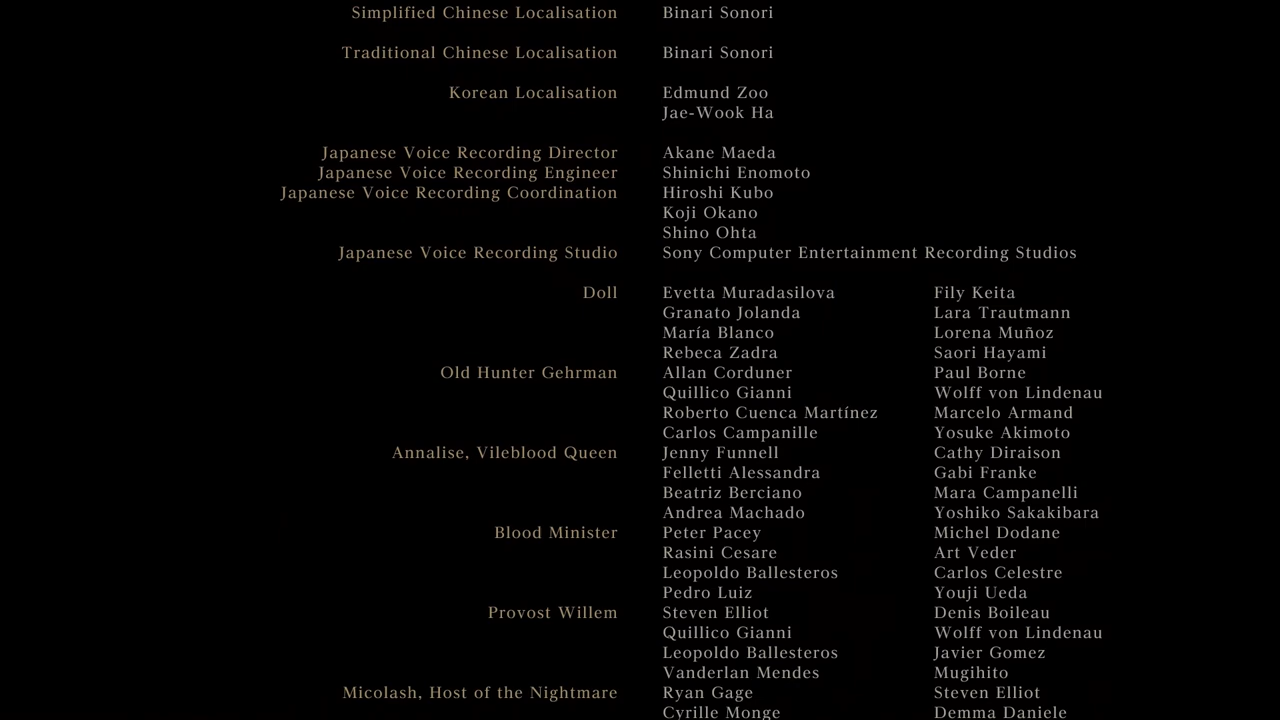 Simplified Chinese Localisation Binari Sonori
Traditional Chinese Localisation Binari Sonori
Korean Localisation Edmund Zoo
Jae-Wook Ha
Japanese Voice Recording Director Akane Maeda
Japanese Voice Recording Engineer Shinichi Enomoto
Japanese Voice Recording Coordination Hiroshi Kubo
Koji Okano
Shino Ohta
Japanese Voice Recording Studio Sony Computer Entertainment Recording Studios
Doll Evetta Muradasilova Fily Keita
Granato Jolanda Lara Trautmann
María Blanco Lorena Muñoz
Rebeca Zadra Saori Hayami
Old Hunter Gehrman Allan Corduner Paul Borne
Quillico Gianni Wolff von Lindenau
Roberto Cuenca Martínez Marcelo Armand
Carlos Campanille Yosuke Akimoto
Annalise, Vileblood Queen Jenny Funnell Cathy Diraison
Felletti Alessandra Gabi Franke
Beatriz Berciano Mara Campanelli
Andrea Machado Yoshiko Sakakibara
Blood Minister Peter Pacey Michel Dodane
Rasini Cesare Art Veder
Leopoldo Ballesteros Carlos Celestre
Pedro Luiz Youji Ueda
Provost Willem Steven Elliot Denis Boileau
Quillico Gianni Wolff von Lindenau
Leopoldo Ballesteros Javier Gomez
Vanderlan Mendes Mugihito
Micolash, Host of the Nightmare Ryan Gage Steven Elliot
Cyrille Monge Demma Daniele